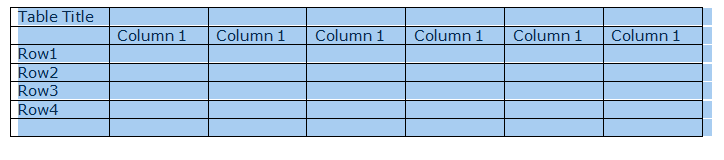 Table Title
Column 1 Column 1 Column 1 Column 1 Column 1 Column 1
Row1
Row2
Row3
Row4